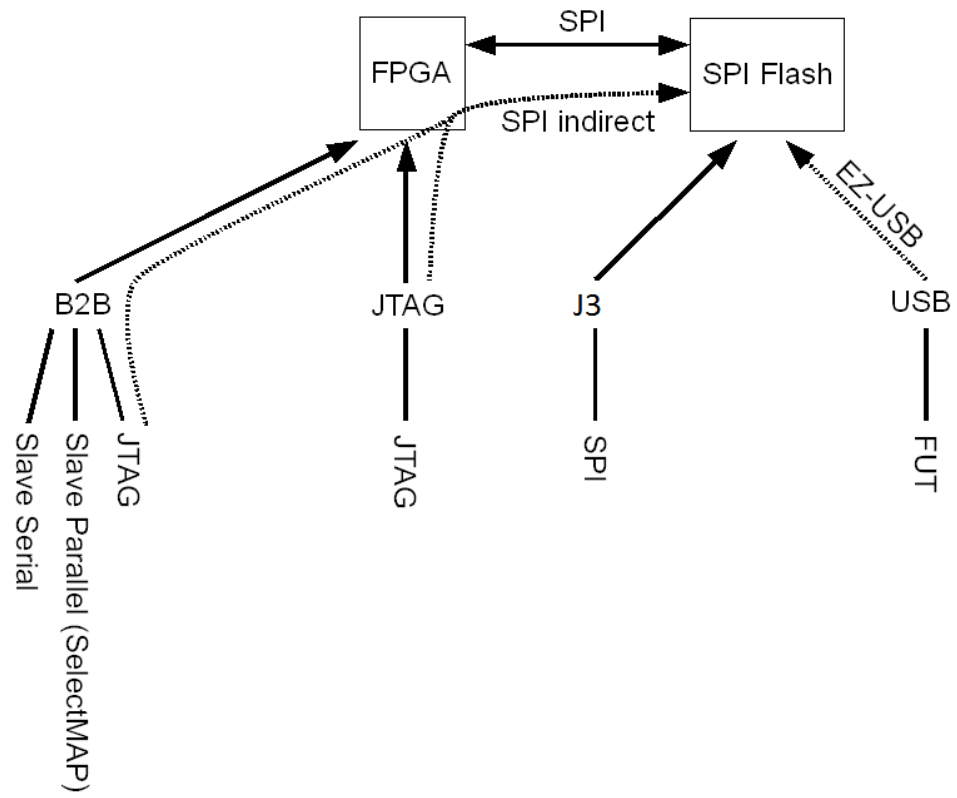 SPI
FPGA
SPI Flash
SPI indirect
EZ-USB
B2B
JTAG
J3
USB
Slave Serial
Slave Parallel (SelectMAP)
JTAG
JTAG
SPI
FUT